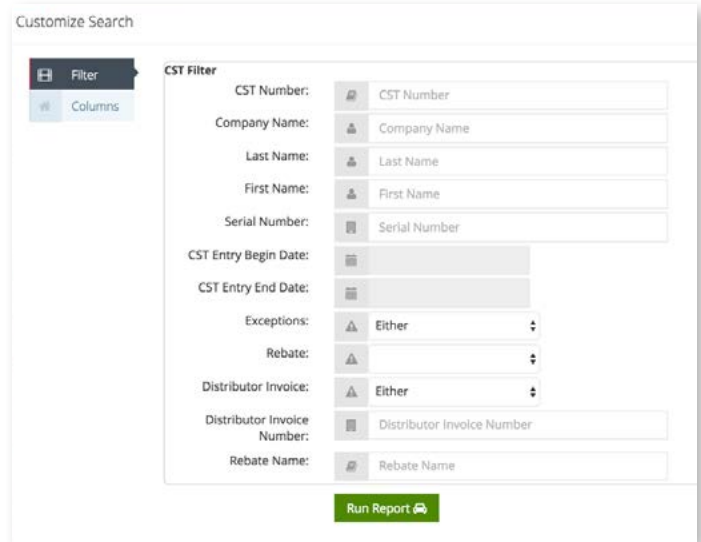 Customize Search
Filter
Columns
CST Filter
CST Number: CST Number
Company Name: Company Name
Last Name: Last Name
First Name: First Name
Serial Number: Serial Number
CST Entry Begin Date:
CST Entry End Date:
Exceptions: Either
Rebate:
Distributor Invoice: Either
Distributor Invoice
Number: Distributor Invoice Number
Rebate Name: Rebate Name
Run Report